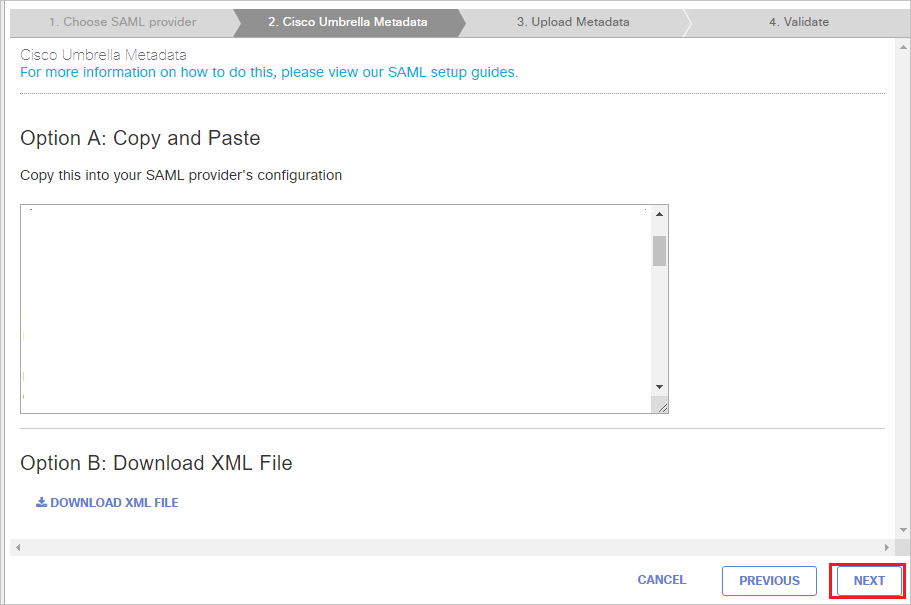 1. Choose SAML provider
2. Cisco Umbrella Metadata
3. Upload Metadata
4. Validate
Cisco Umbrella Metadata
For more information on how to do this, please view our SAML setup guides.
Option A: Copy and Paste
Copy this into your SAML provider's configuration
Option B: Download XML File
DOWNLOAD XML FILE
CANCEL
PREVIOUS
NEXT